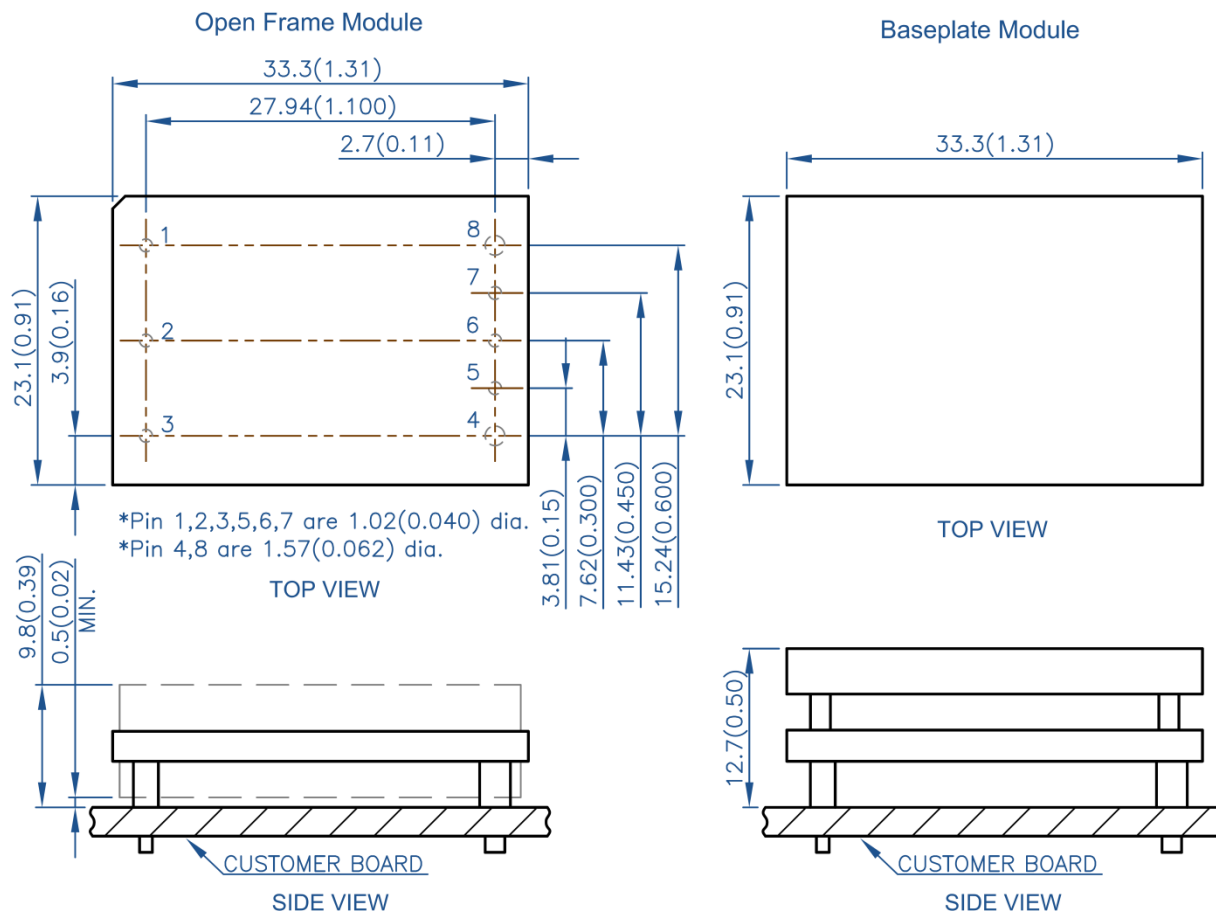 Open Frame Module
Baseplate Module
33.3(1.31)
27.94(1.100)
2.7(0.11)
33.3(1.31)
23.1(0.91)
3.9(0.16)
1
2
3
8
7
6
5
4
3.81(0.15)
7.62(0.300)
11.43(0.450)
15.24(0.600)
23.1(0.91)
*Pin 1,2,3,5,6,7 are 1.02(0.040) dia.
*Pin 4,8 are 1.57(0.062) dia.
TOP VIEW
TOP VIEW
9.8(0.39)
0.5(0.02)
MIN.
12.7(0.50)
CUSTOMER BOARD
CUSTOMER BOARD
SIDE VIEW
SIDE VIEW